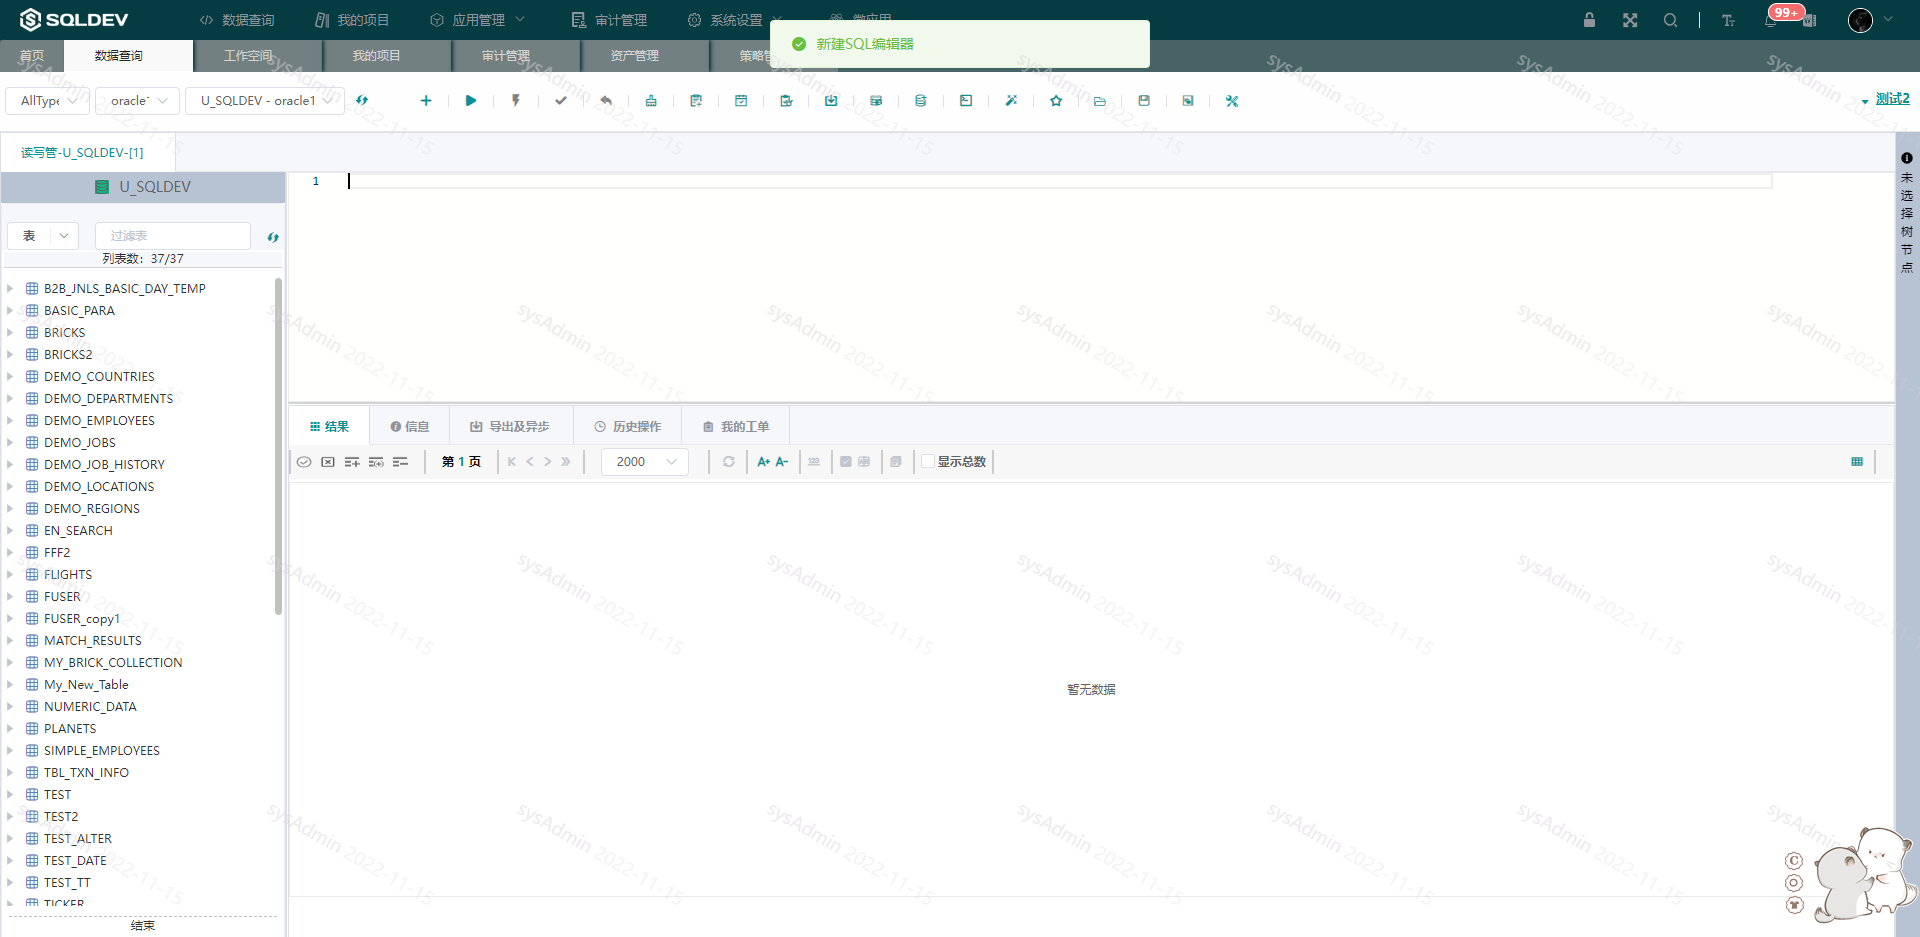 SQLDEV
数据查询
我的项目
应用管理
审计管理
系统设置
99+
新建SQL编辑器
首页
数据查询
工作空间
我的项目
审计管理
资产管理
AllType
U_SQLDEV - oracle1
测试2
读写管-U_SQLDEV-[1]
U_SQLDEV
表
过滤表
列表数：37/37
B2B_JNLS_BASIC_DAY_TEMP
BASIC_PARA
BRICKS
BRICKS2
DEMO_COUNTRIES
DEMO_DEPARTMENTS
DEMO_EMPLOYEES
DEMO_JOBS
DEMO_JOB_HISTORY
DEMO_LOCATIONS
DEMO_REGIONS
EN_SEARCH
FFF2
FLIGHTS
FUSER
FUSER_copy1
MATCH_RESULTS
MY_BRICK_COLLECTION
My_New_Table
NUMERIC_DATA
PLANETS
SIMPLE_EMPLOYEES
TBL_TXN_INFO
TEST
TEST2
TEST_ALTER
TEST_DATE
TEST_TT
TICKER
结束
1
结果
信息
导出及异步
历史操作
我的工单
第 1 页
2000
A+ A-
显示总数
暂无数据
未选择树节点
sysAdmin 2022-11-15